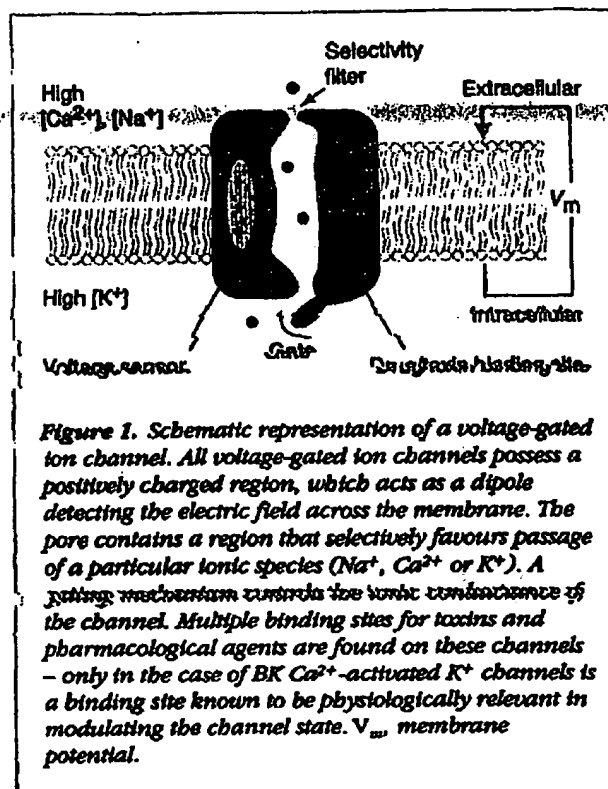 Selectivity
filter
High
[Ca²⁺], [Na⁺]
Extracellular
Vm
High [K⁺]
Intracellular
Gate
Voltage sensor
Drug/toxin binding site
Figure 1. Schematic representation of a voltage-gated
ion channel. All voltage-gated ion channels possess a
positively charged region, which acts as a dipole
detecting the electric field across the membrane. The
pore contains a region that selectively favours passage
of a particular ionic species (Na⁺, Ca²⁺ or K⁺). A
gating mechanism controls the ionic conductance of
the channel. Multiple binding sites for toxins and
pharmacological agents are found on these channels
– only in the case of BK Ca²⁺-activated K⁺ channels is
a binding site known to be physiologically relevant in
modulating the channel state. Vm, membrane
potential.